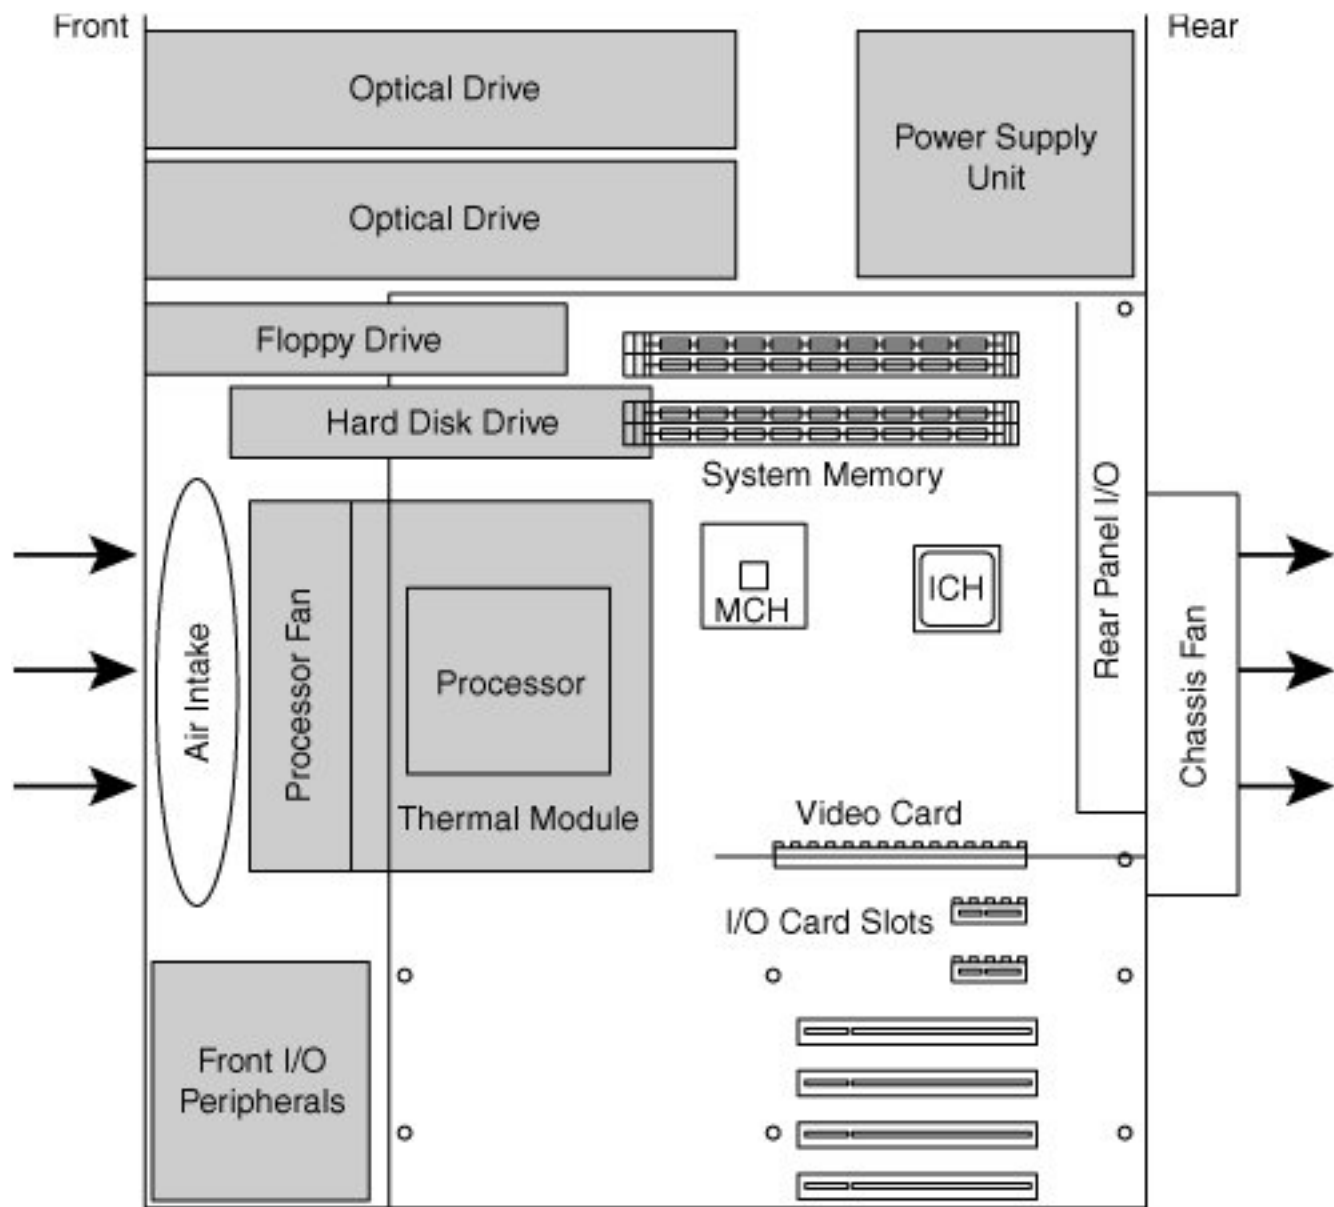 Front
Rear
Optical Drive
Power Supply
Unit
Optical Drive
Floppy Drive
Hard Disk Drive
System Memory
Rear Panel I/O
MCH
ICH
Air Intake
Processor Fan
Processor
Chassis Fan
Thermal Module
Video Card
I/O Card Slots
Front I/O
Peripherals